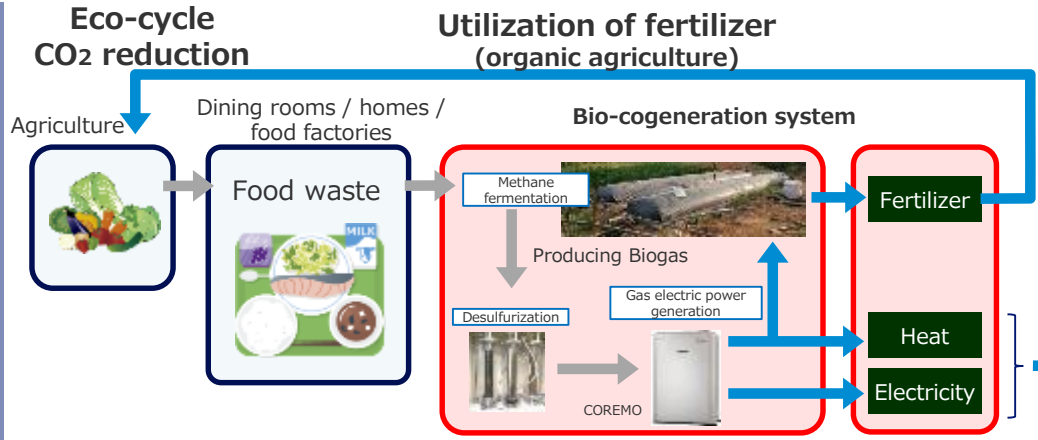 Eco-cycle
CO2 reduction
Utilization of fertilizer
(organic agriculture)
Agriculture
Dining rooms / homes /
food factories
Bio-cogeneration system
Food waste
MILK
Methane
fermentation
Fertilizer
Producing Biogas
Desulfurization
Gas electric power
generation
Heat
COREMO
Electricity